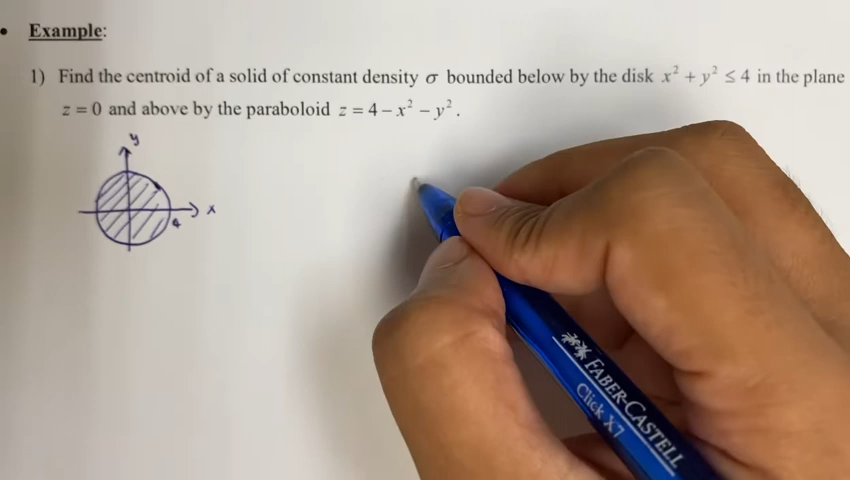 • Example:
1) Find the centroid of a solid of constant density σ bounded below by the disk x² + y² ≤ 4 in the plane
z = 0 and above by the paraboloid z = 4 − x² − y².
y
x
FABER-CASTELL
Click X7